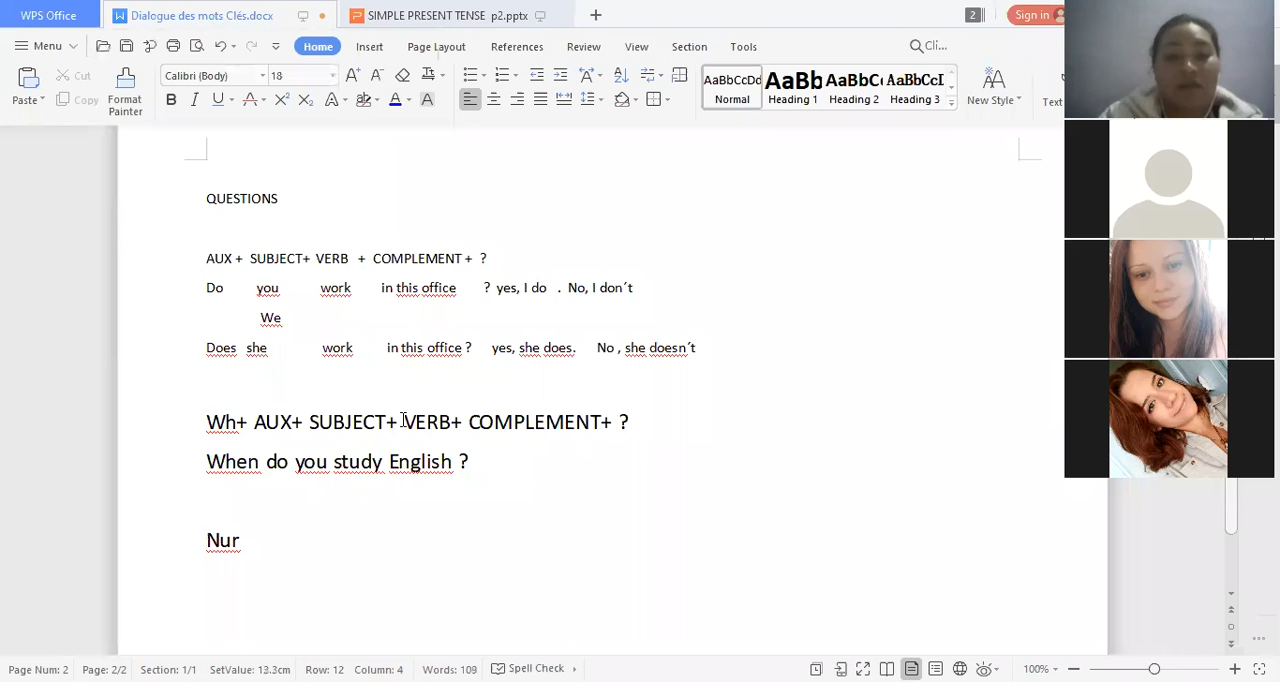 WPS Office
Dialogue des mots Clés.docx
SIMPLE PRESENT TENSE p2.pptx
2
Sign in
Menu
Home
Insert
Page Layout
References
Review
View
Section
Tools
Cli...
Paste
Cut
Copy
Format
Painter
Calibri (Body)
18
AaBbCcDd
Normal
AaBb
Heading 1
AaBbC
Heading 2
AaBbCcI
Heading 3
New Style
Text
QUESTIONS
AUX + SUBJECT+ VERB + COMPLEMENT + ?
Do you work in this office ? yes, I do . No, I don´t
We
Does she work in this office ? yes, she does. No , she doesn´t
Wh+ AUX+ SUBJECT+ VERB+ COMPLEMENT+ ?
When do you study English ?
Nur
Page Num: 2 Page: 2/2 Section: 1/1 SetValue: 13.3cm Row: 12 Column: 4 Words: 109 Spell Check 100%